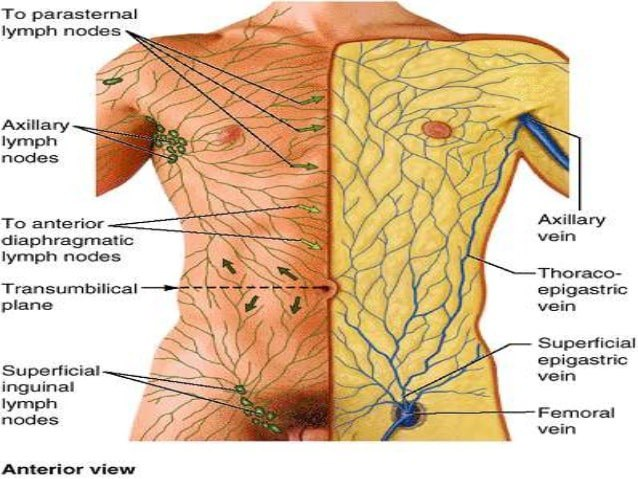 To parasternal
lymph nodes
Axillary
lymph
nodes
To anterior
diaphragmatic
lymph nodes
Transumbilical
plane
Superficial
inguinal
lymph
nodes
Axillary
vein
Thoraco-
epigastric
vein
Superficial
epigastric
vein
Femoral
vein
Anterior view